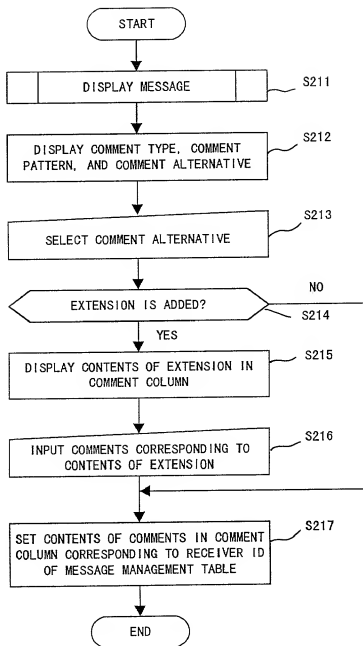 START
DISPLAY MESSAGE
S211
DISPLAY COMMENT TYPE, COMMENT
PATTERN, AND COMMENT ALTERNATIVE
S212
SELECT COMMENT ALTERNATIVE
S213
EXTENSION IS ADDED?
NO
S214
YES
DISPLAY CONTENTS OF EXTENSION IN
COMMENT COLUMN
S215
INPUT COMMENTS CORRESPONDING TO
CONTENTS OF EXTENSION
S216
SET CONTENTS OF COMMENTS IN COMMENT
COLUMN CORRESPONDING TO RECEIVER ID
OF MESSAGE MANAGEMENT TABLE
S217
END